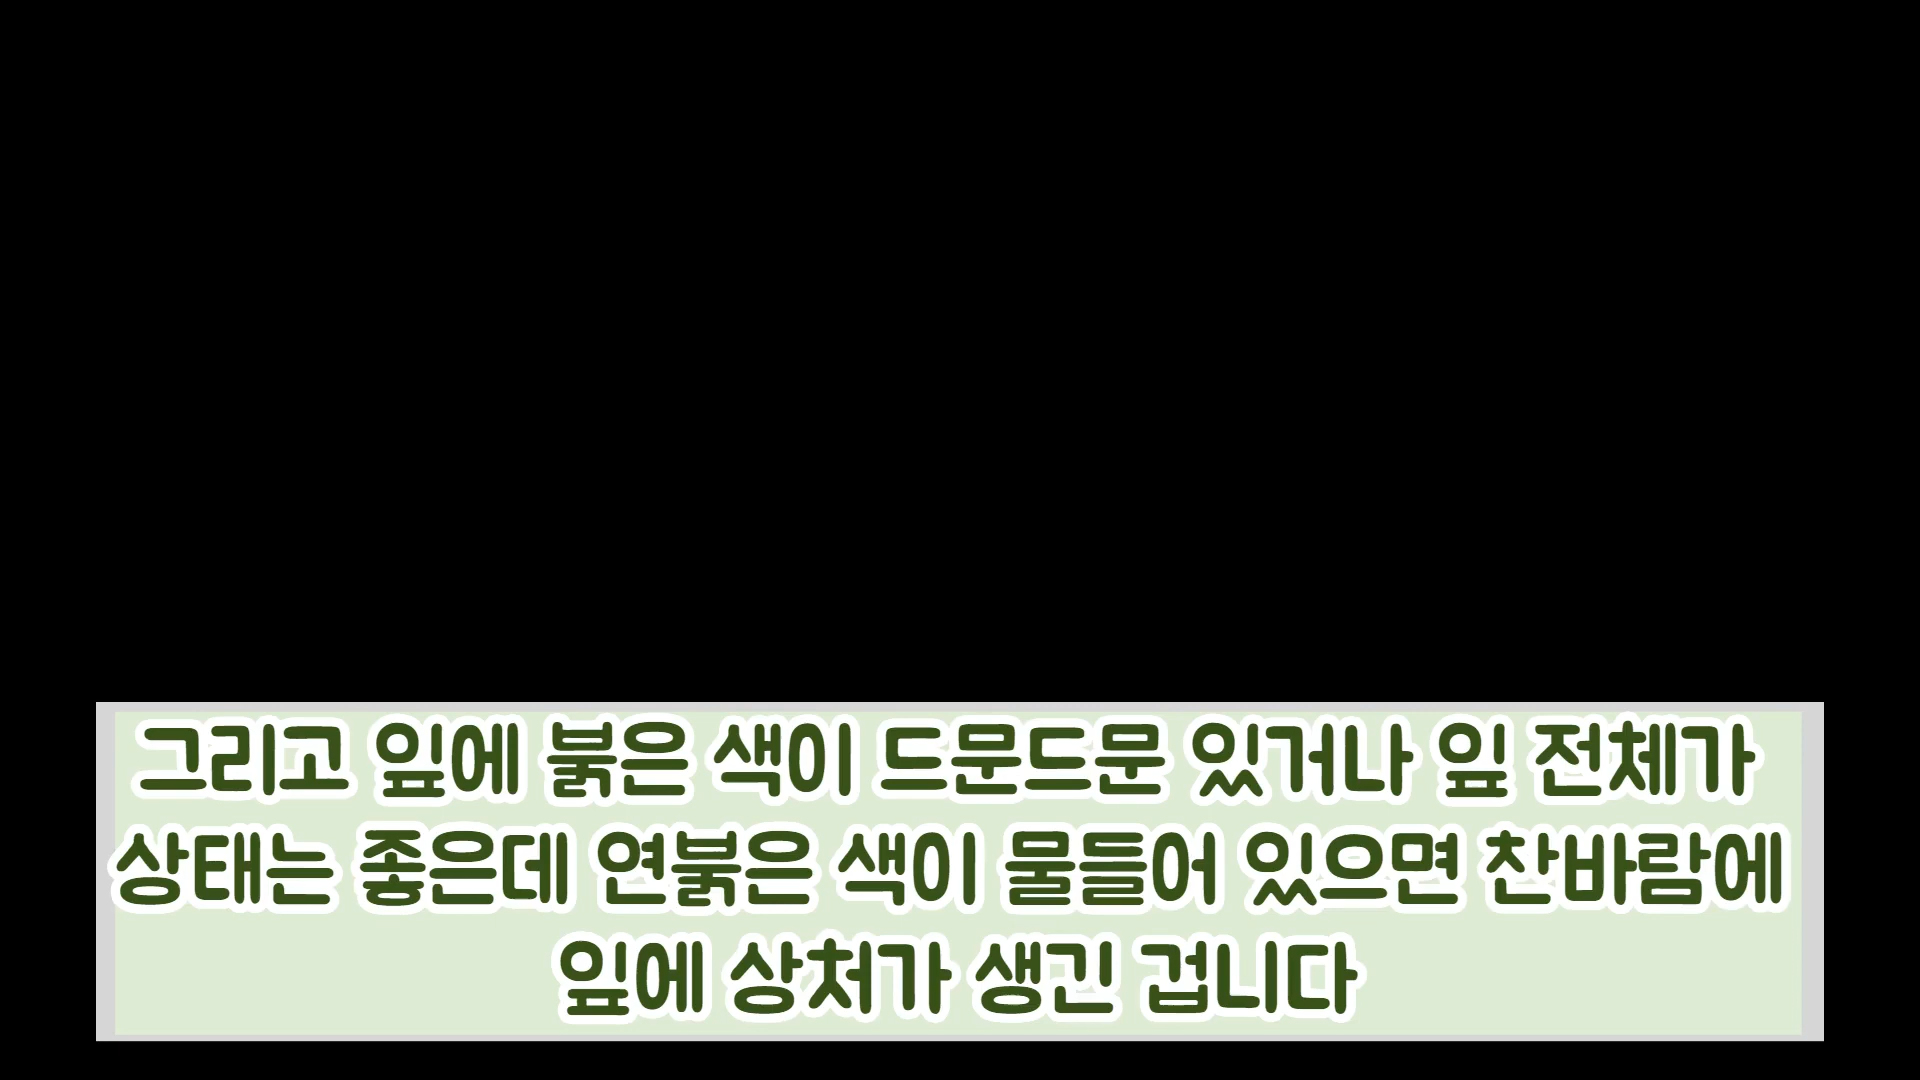 그리고 잎에 붉은 색이 드문드문 있거나 잎 전체가
상태는 좋은데 연붉은 색이 물들어 있으면 찬바람에
잎에 상처가 생긴 겁니다